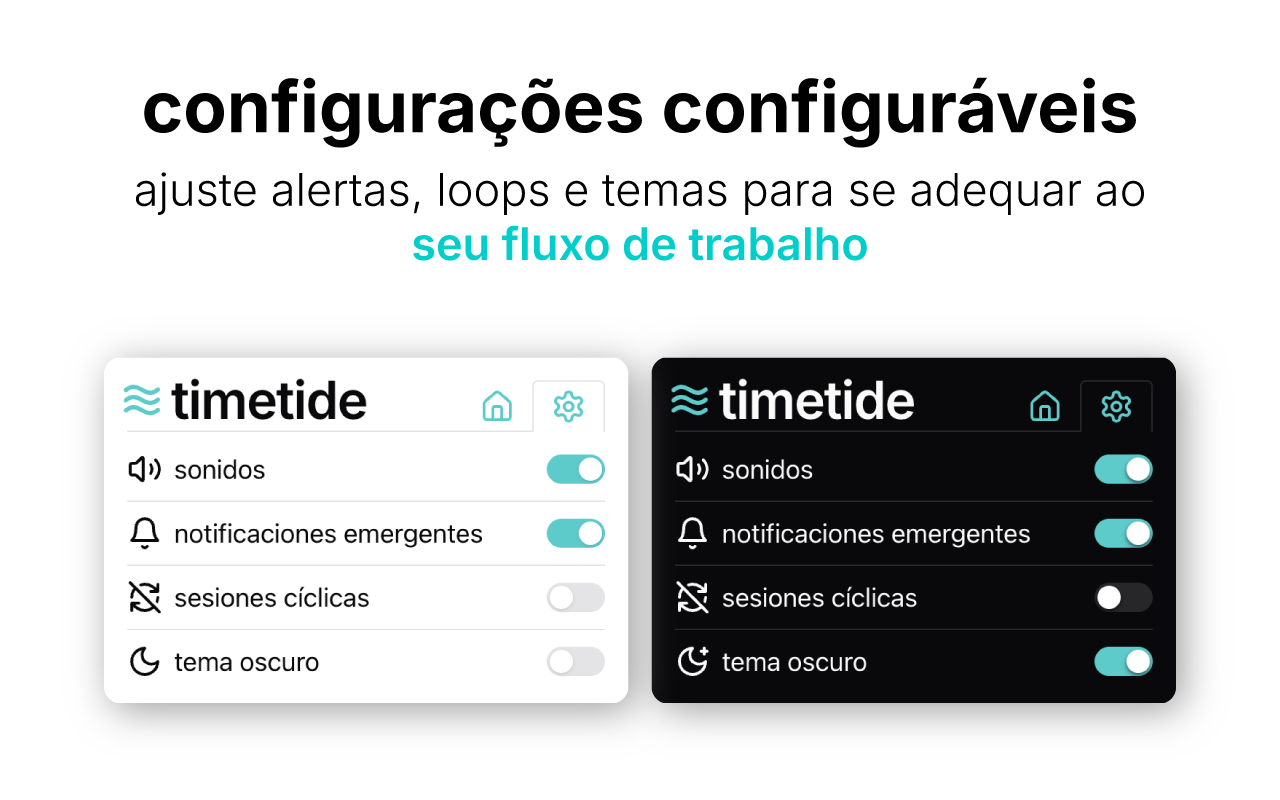 configurações configuráveis
ajuste alertas, loops e temas para se adequar ao
seu fluxo de trabalho
timetide
sonidos
notificaciones emergentes
sesiones cíclicas
tema oscuro
timetide
sonidos
notificaciones emergentes
sesiones cíclicas
tema oscuro